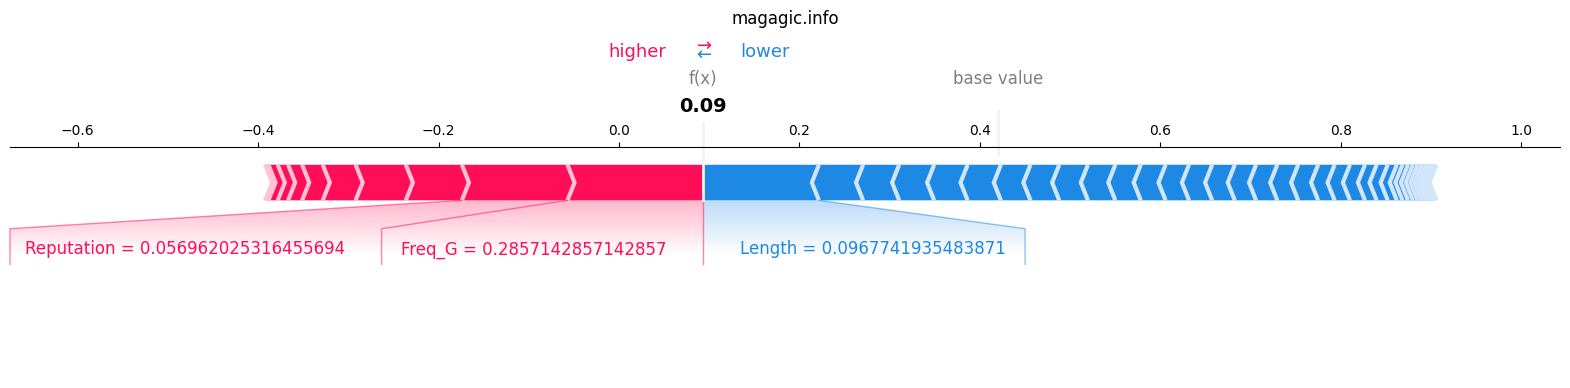 magagic.info
higher ⇄ lower
f(x) base value
0.09
−0.6 −0.4 −0.2 0.0 0.2 0.4 0.6 0.8 1.0
Reputation = 0.056962025316455694 Freq_G = 0.2857142857142857 Length = 0.0967741935483871